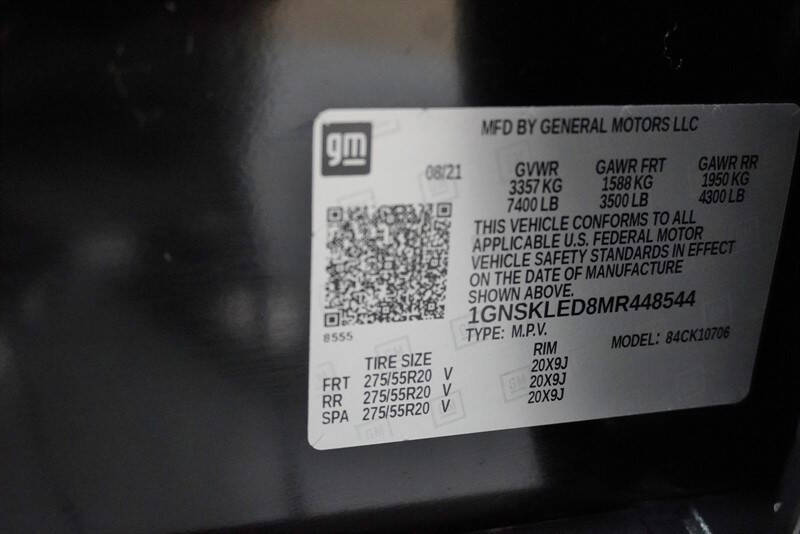 gm
MFD BY GENERAL MOTORS LLC
08/21 GVWR GAWR FRT GAWR RR
3357 KG 1588 KG 1950 KG
7400 LB 3500 LB 4300 LB
THIS VEHICLE CONFORMS TO ALL
APPLICABLE U.S. FEDERAL MOTOR
VEHICLE SAFETY STANDARDS IN EFFECT
ON THE DATE OF MANUFACTURE
SHOWN ABOVE.
1GNSKLED8MR448544
8555
TYPE: M.P.V. MODEL: 84CK10706
TIRE SIZE RIM
FRT 275/55R20 V 20X9J
RR 275/55R20 V 20X9J
SPA 275/55R20 V 20X9J